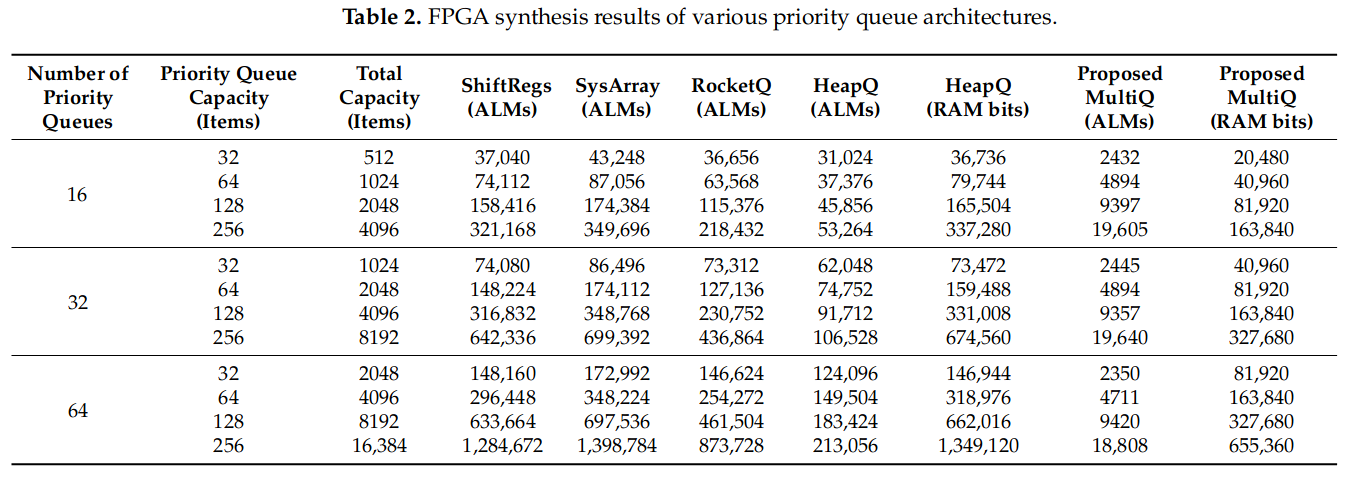 Table 2. FPGA synthesis results of various priority queue architectures.
Number of Priority Queues | Priority Queue Capacity (Items) | Total Capacity (Items) | ShiftRegs (ALMs) | SysArray (ALMs) | RocketQ (ALMs) | HeapQ (ALMs) | HeapQ (RAM bits) | Proposed MultiQ (ALMs) | Proposed MultiQ (RAM bits)
16
32 512 37,040 43,248 36,656 31,024 36,736 2432 20,480
64 1024 74,112 87,056 63,568 37,376 79,744 4894 40,960
128 2048 158,416 174,384 115,376 45,856 165,504 9397 81,920
256 4096 321,168 349,696 218,432 53,264 337,280 19,605 163,840
32
32 1024 74,080 86,496 73,312 62,048 73,472 2445 40,960
64 2048 148,224 174,112 127,136 74,752 159,488 4894 81,920
128 4096 316,832 348,768 230,752 91,712 331,008 9357 163,840
256 8192 642,336 699,392 436,864 106,528 674,560 19,640 327,680
64
32 2048 148,160 172,992 146,624 124,096 146,944 2350 81,920
64 4096 296,448 348,224 254,272 149,504 318,976 4711 163,840
128 8192 633,664 697,536 461,504 183,424 662,016 9420 327,680
256 16,384 1,284,672 1,398,784 873,728 213,056 1,349,120 18,808 655,360